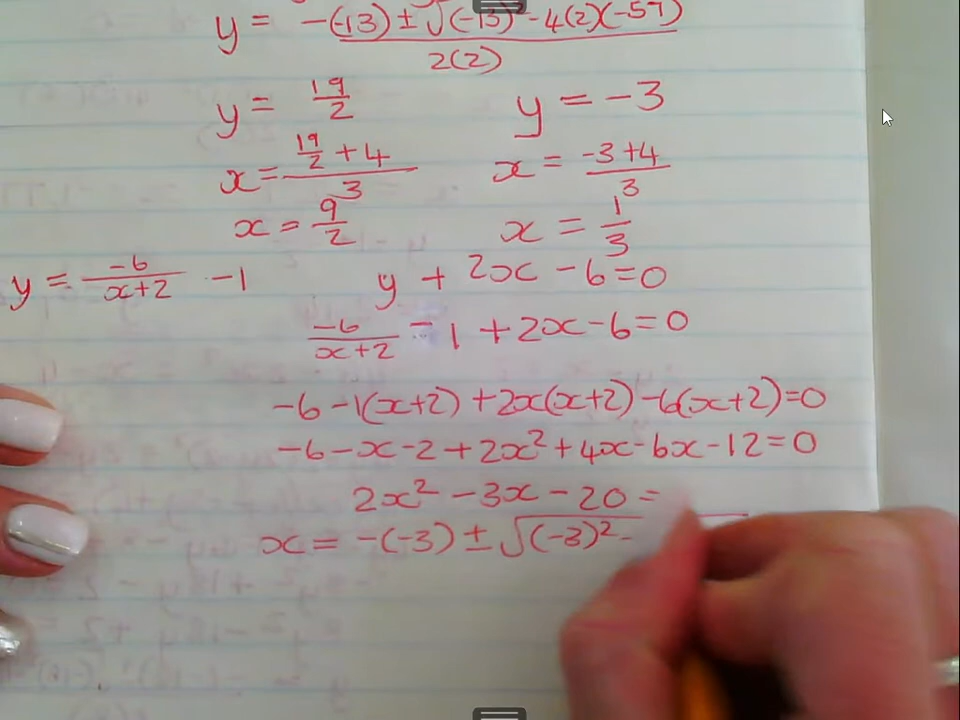 y = -(-13) ± √(-13)² - 4(2)(-57)
2(2)
y = 19/2 y = -3
x = (19/2 + 4)/3 x = (-3+4)/3
x = 9/2 x = 1/3
y = -6/(x+2) - 1 y + 2x - 6 = 0
-6/(x+2) - 1 + 2x - 6 = 0
-6 - 1(x+2) + 2x(x+2) - 6(x+2) = 0
-6 - x - 2 + 2x² + 4x - 6x - 12 = 0
2x² - 3x - 20 =
x = -(-3) ± √(-3)² -